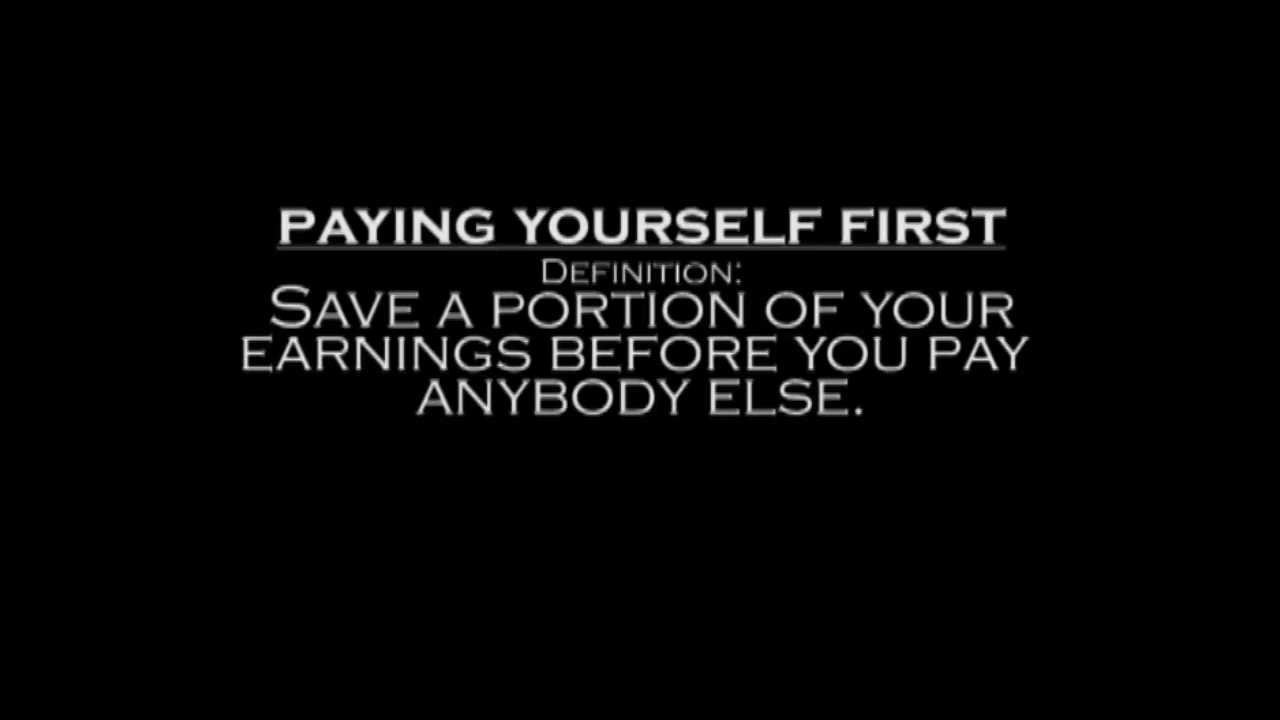 PAYING YOURSELF FIRST
DEFINITION:
SAVE A PORTION OF YOUR
EARNINGS BEFORE YOU PAY
ANYBODY ELSE.